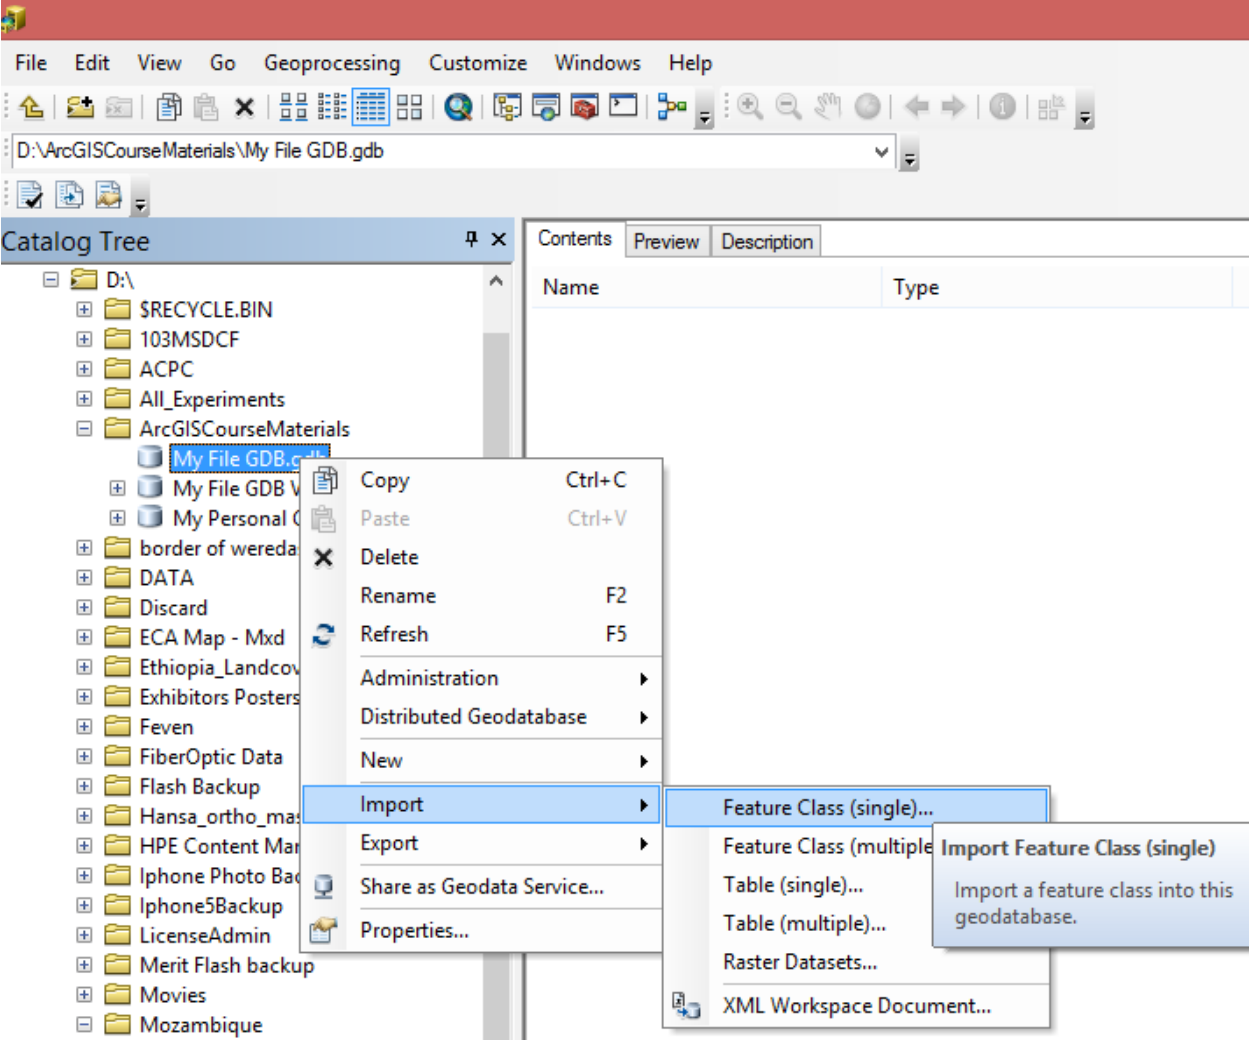 File Edit View Go Geoprocessing Customize Windows Help
D:\ArcGISCourseMaterials\My File GDB.gdb
Catalog Tree
Contents Preview Description
Name Type
D:\
$RECYCLE.BIN
103MSDCF
ACPC
All_Experiments
ArcGISCourseMaterials
My File GDB.gdb
My File GDB V
My Personal
border of wereda
DATA
Discard
ECA Map - Mxd
Ethiopia_Landcov
Exhibitors Posters
Feven
FiberOptic Data
Flash Backup
Hansa_ortho_mas
HPE Content Mar
Iphone Photo Bac
Iphone5Backup
LicenseAdmin
Merit Flash backup
Movies
Mozambique
Copy Ctrl+C
Paste Ctrl+V
Delete
Rename F2
Refresh F5
Administration
Distributed Geodatabase
New
Import
Export
Share as Geodata Service...
Properties...
Feature Class (single)...
Feature Class (multiple
Table (single)...
Table (multiple)...
Raster Datasets...
XML Workspace Document...
Import Feature Class (single)
Import a feature class into this
geodatabase.